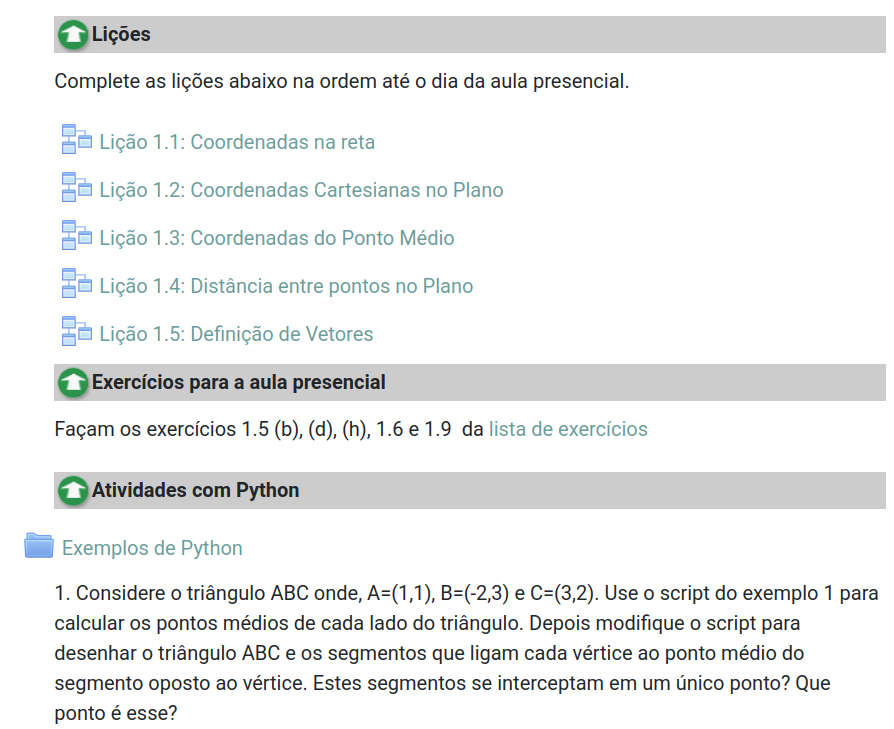 Lições
Complete as lições abaixo na ordem até o dia da aula presencial.
Lição 1.1: Coordenadas na reta
Lição 1.2: Coordenadas Cartesianas no Plano
Lição 1.3: Coordenadas do Ponto Médio
Lição 1.4: Distância entre pontos no Plano
Lição 1.5: Definição de Vetores
Exercícios para a aula presencial
Façam os exercícios 1.5 (b), (d), (h), 1.6 e 1.9 da lista de exercícios
Atividades com Python
Exemplos de Python
1. Considere o triângulo ABC onde, A=(1,1), B=(-2,3) e C=(3,2). Use o script do exemplo 1 para
calcular os pontos médios de cada lado do triângulo. Depois modifique o script para
desenhar o triângulo ABC e os segmentos que ligam cada vértice ao ponto médio do
segmento oposto ao vértice. Estes segmentos se interceptam em um único ponto? Que
ponto é esse?